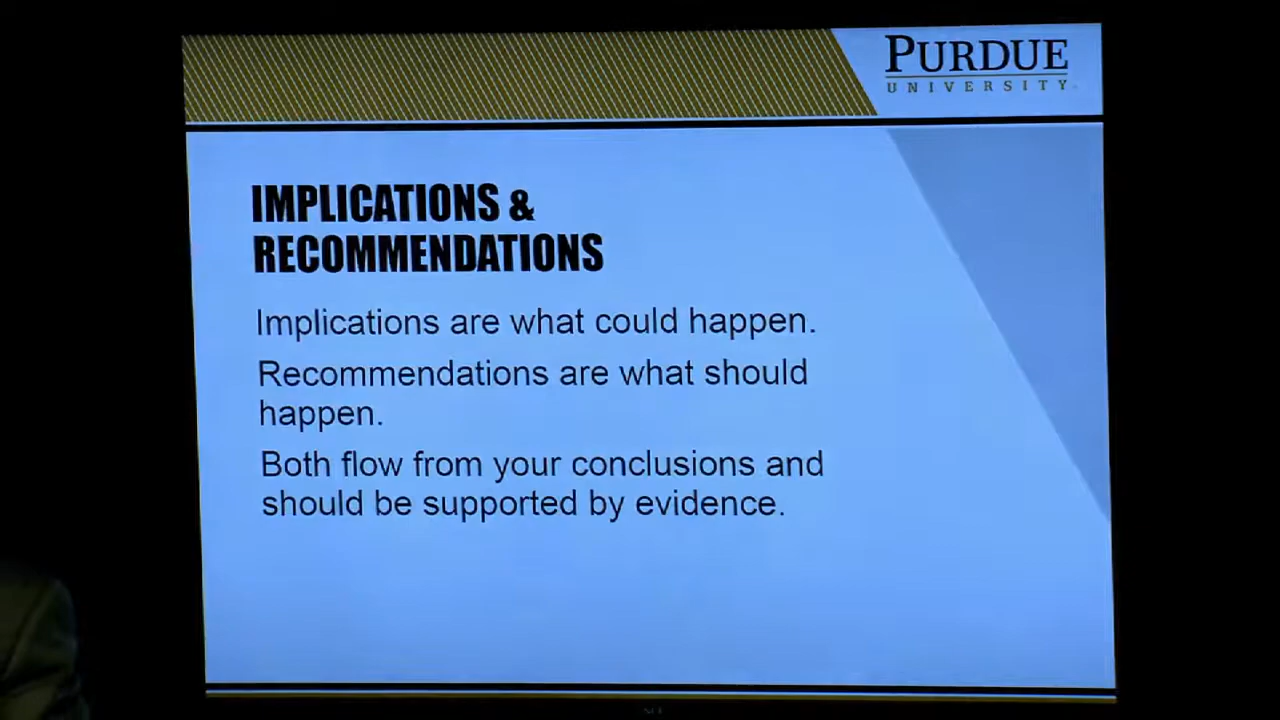 PURDUE
UNIVERSITY
IMPLICATIONS &
RECOMMENDATIONS
Implications are what could happen.
Recommendations are what should
happen.
Both flow from your conclusions and
should be supported by evidence.